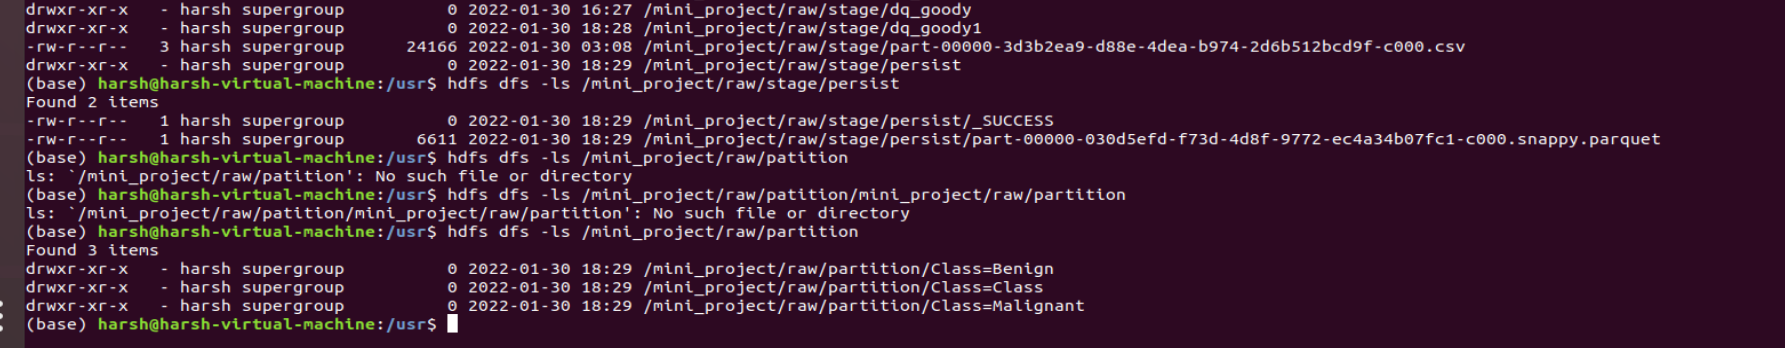 drwxr-xr-x   - harsh supergroup          0 2022-01-30 16:27 /mini_project/raw/stage/dq_goody
drwxr-xr-x   - harsh supergroup          0 2022-01-30 18:28 /mini_project/raw/stage/dq_goody1
-rw-r--r--   3 harsh supergroup      24166 2022-01-30 03:08 /mini_project/raw/stage/part-00000-3d3b2ea9-d88e-4dea-b974-2d6b512bcd9f-c000.csv
drwxr-xr-x   - harsh supergroup          0 2022-01-30 18:29 /mini_project/raw/stage/persist
(base) harsh@harsh-virtual-machine:/usr$ hdfs dfs -ls /mini_project/raw/stage/persist
Found 2 items
-rw-r--r--   1 harsh supergroup          0 2022-01-30 18:29 /mini_project/raw/stage/persist/_SUCCESS
-rw-r--r--   1 harsh supergroup       6611 2022-01-30 18:29 /mini_project/raw/stage/persist/part-00000-030d5efd-f73d-4d8f-9772-ec4a34b07fc1-c000.snappy.parquet
(base) harsh@harsh-virtual-machine:/usr$ hdfs dfs -ls /mini_project/raw/patition
ls: `/mini_project/raw/patition': No such file or directory
(base) harsh@harsh-virtual-machine:/usr$ hdfs dfs -ls /mini_project/raw/patition/mini_project/raw/partition
ls: `/mini_project/raw/patition/mini_project/raw/partition': No such file or directory
(base) harsh@harsh-virtual-machine:/usr$ hdfs dfs -ls /mini_project/raw/partition
Found 3 items
drwxr-xr-x   - harsh supergroup          0 2022-01-30 18:29 /mini_project/raw/partition/Class=Benign
drwxr-xr-x   - harsh supergroup          0 2022-01-30 18:29 /mini_project/raw/partition/Class=Class
drwxr-xr-x   - harsh supergroup          0 2022-01-30 18:29 /mini_project/raw/partition/Class=Malignant
(base) harsh@harsh-virtual-machine:/usr$